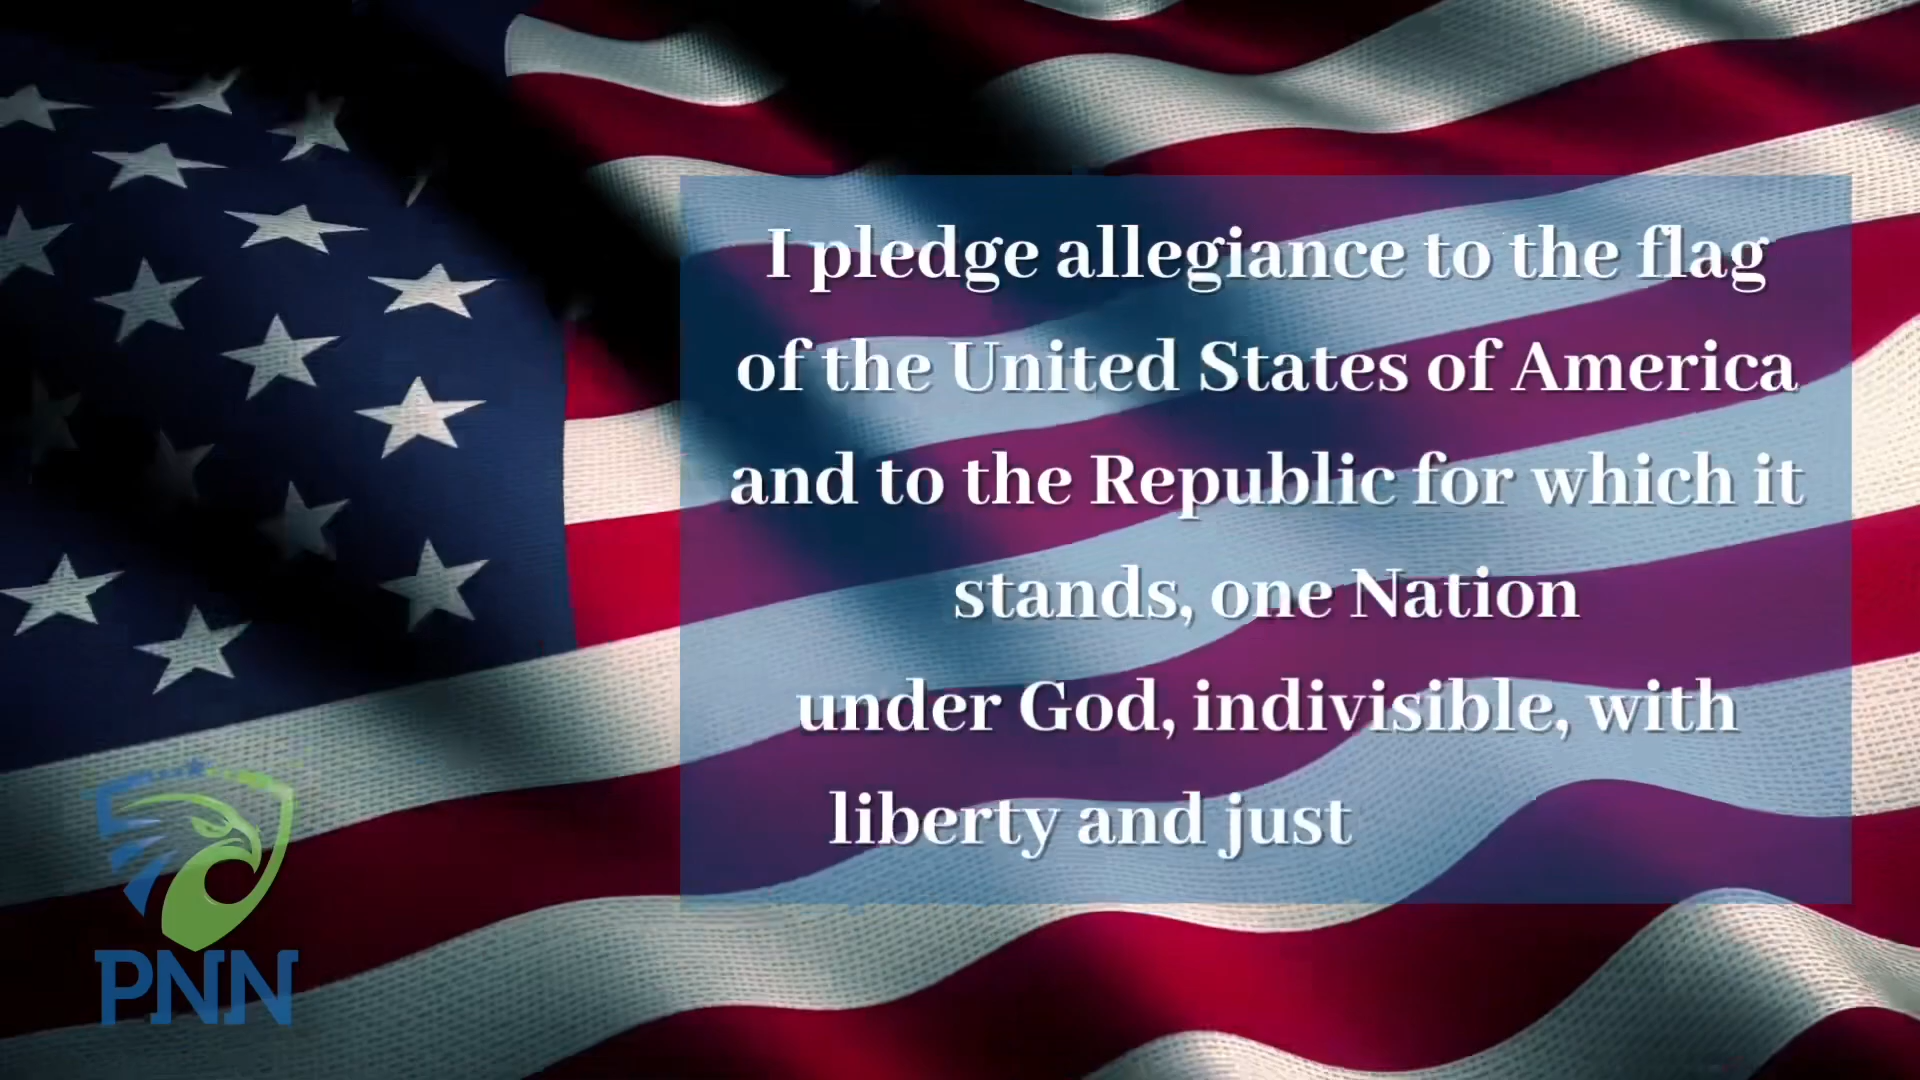 I pledge allegiance to the flag
of the United States of America
and to the Republic for which it
stands, one Nation
under God, indivisible, with
liberty and just
PNN